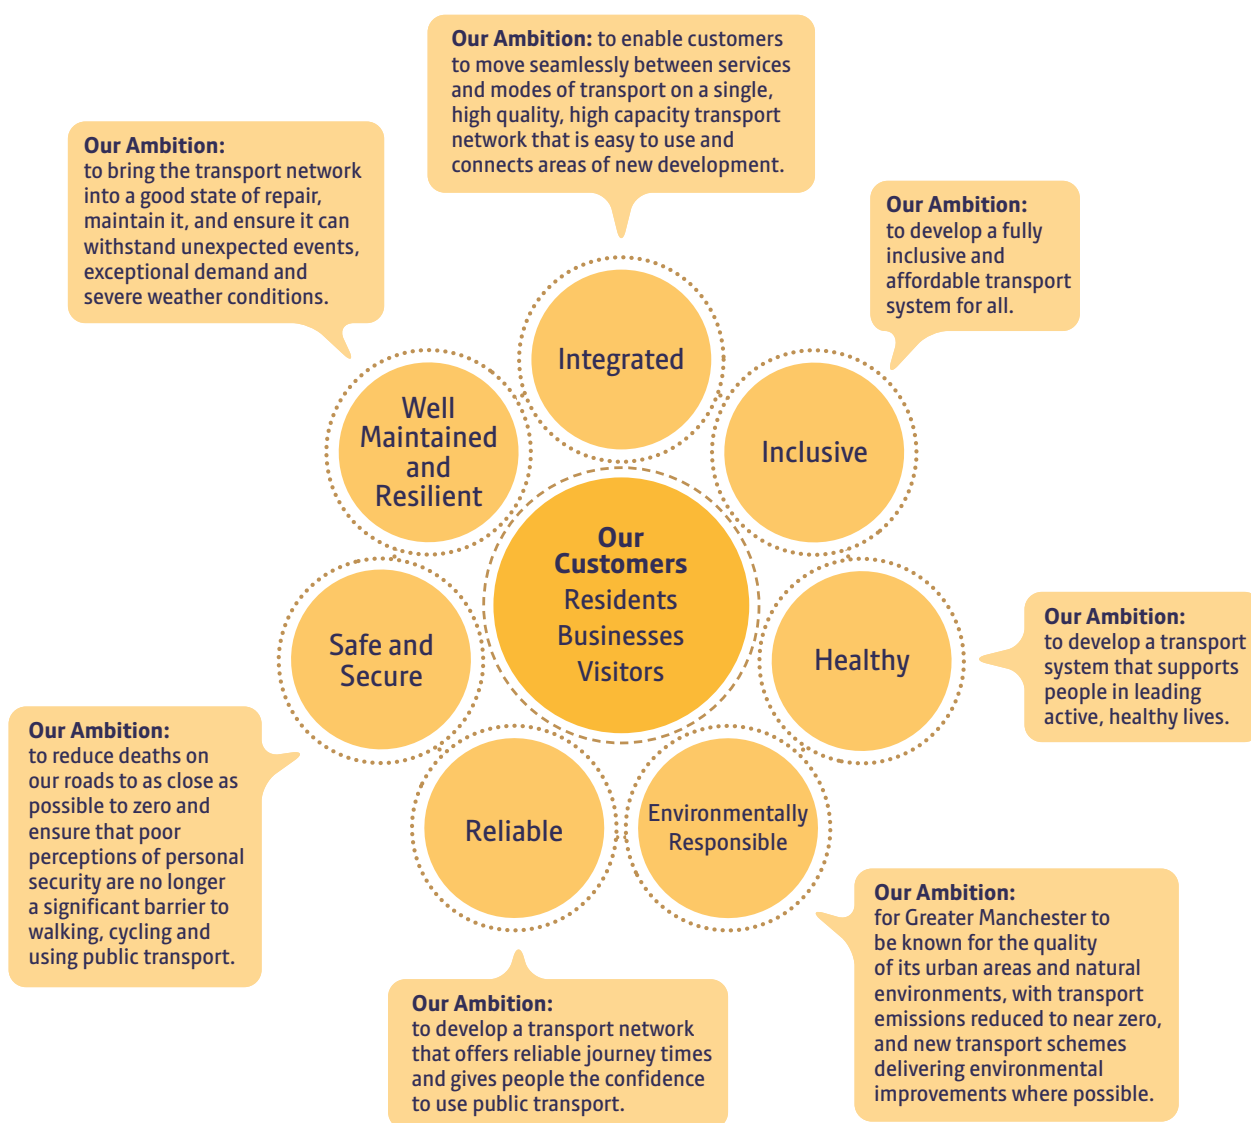 Our Ambition: to enable customers
to move seamlessly between services
and modes of transport on a single,
high quality, high capacity transport
network that is easy to use and
connects areas of new development.
Our Ambition:
to bring the transport network
into a good state of repair,
maintain it, and ensure it can
withstand unexpected events,
exceptional demand and
severe weather conditions.
Our Ambition:
to develop a fully
inclusive and
affordable transport
system for all.
Integrated
Well
Maintained
and
Resilient
Inclusive
Our
Customers
Residents
Businesses
Visitors
Safe and
Secure
Healthy
Our Ambition:
to develop a transport
system that supports
people in leading
active, healthy lives.
Our Ambition:
to reduce deaths on
our roads to as close as
possible to zero and
ensure that poor
perceptions of personal
security are no longer
a significant barrier to
walking, cycling and
using public transport.
Reliable
Environmentally
Responsible
Our Ambition:
for Greater Manchester to
be known for the quality
of its urban areas and natural
environments, with transport
emissions reduced to near zero,
and new transport schemes
delivering environmental
improvements where possible.
Our Ambition:
to develop a transport network
that offers reliable journey times
and gives people the confidence
to use public transport.